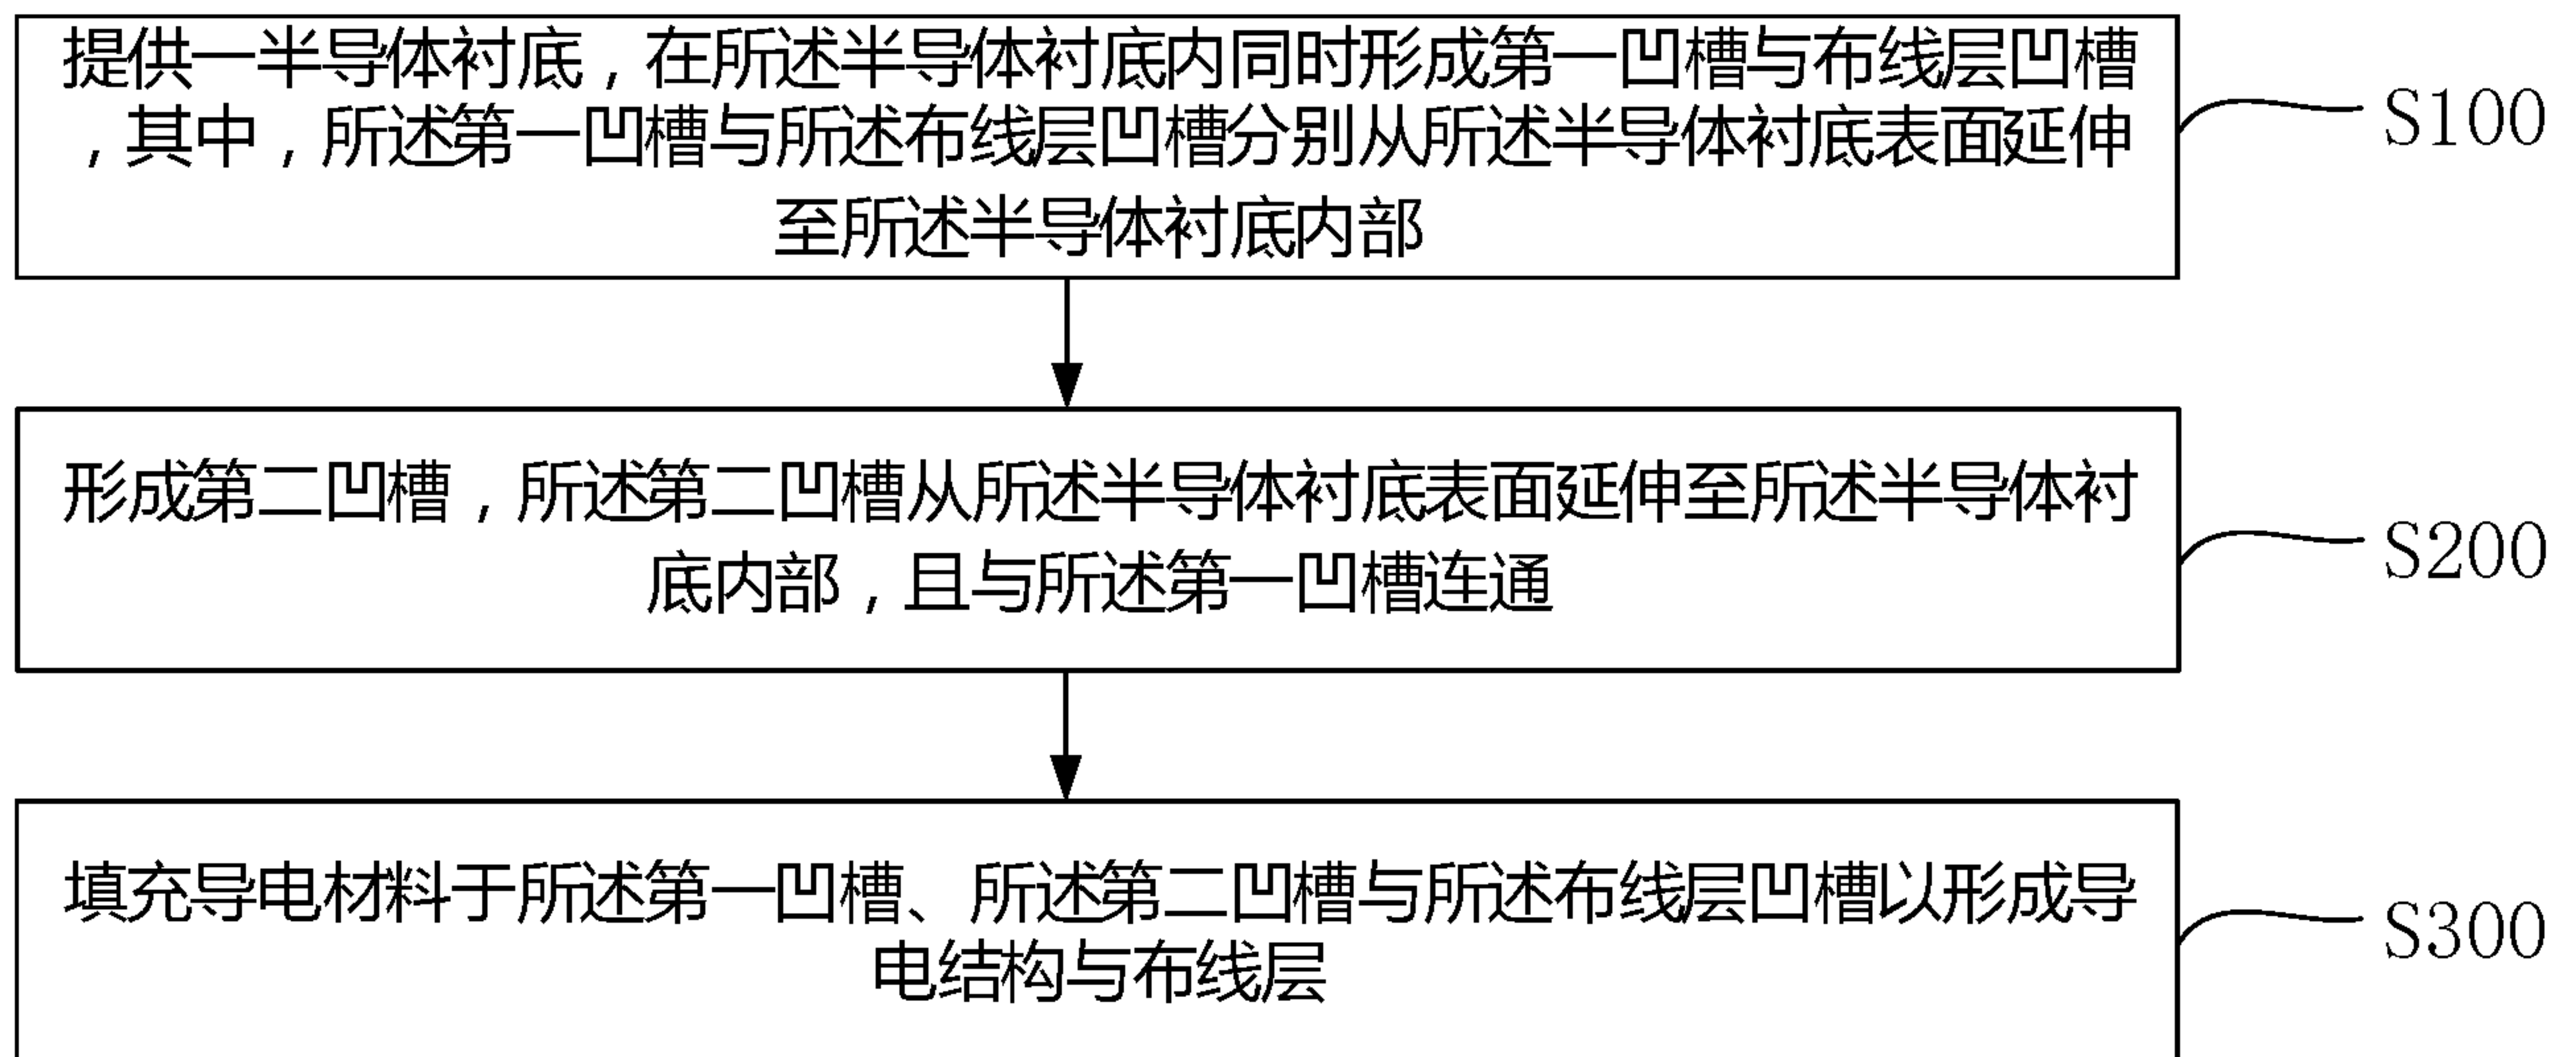 提供一半导体衬底，在所述半导体衬底内同时形成第一凹槽与布线层凹槽
，其中，所述第一凹槽与所述布线层凹槽分别从所述半导体衬底表面延伸
至所述半导体衬底内部
S100
形成第二凹槽，所述第二凹槽从所述半导体衬底表面延伸至所述半导体衬
底内部，且与所述第一凹槽连通
S200
填充导电材料于所述第一凹槽、所述第二凹槽与所述布线层凹槽以形成导
电结构与布线层
S300